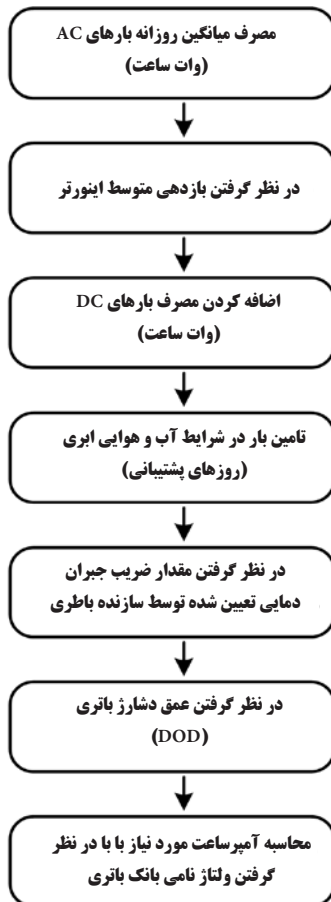 مصرف میانگین روزانه بارهای AC
(وات ساعت)
در نظر گرفتن بازدهی متوسط اینورتر
اضافه کردن مصرف بارهای DC
(وات ساعت)
تامین بار در شرایط آب و هوایی ابری
(روزهای پشتیبانی)
در نظر گرفتن مقدار ضریب جبران
دمایی تعیین شده توسط سازنده باطری
در نظر گرفتن عمق دشارژ باتری
(DOD)
محاسبه آمپرساعت مورد نیاز با با در نظر
گرفتن ولتاژ نامی بانک باتری